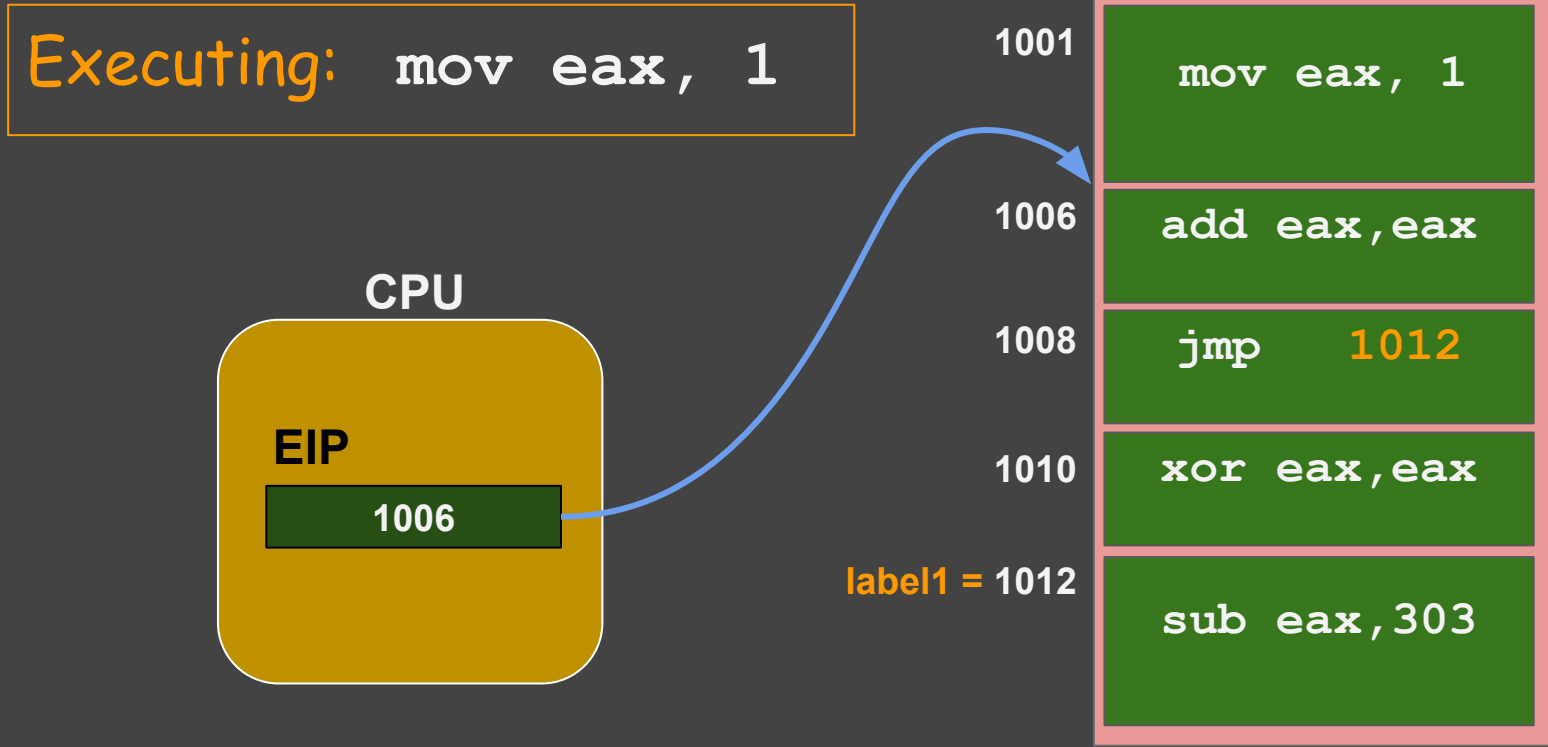 Executing: mov eax, 1
CPU
EIP
1006
1001
mov eax, 1
1006
add eax,eax
1008
jmp 1012
1010
xor eax,eax
label1 = 1012
sub eax,303